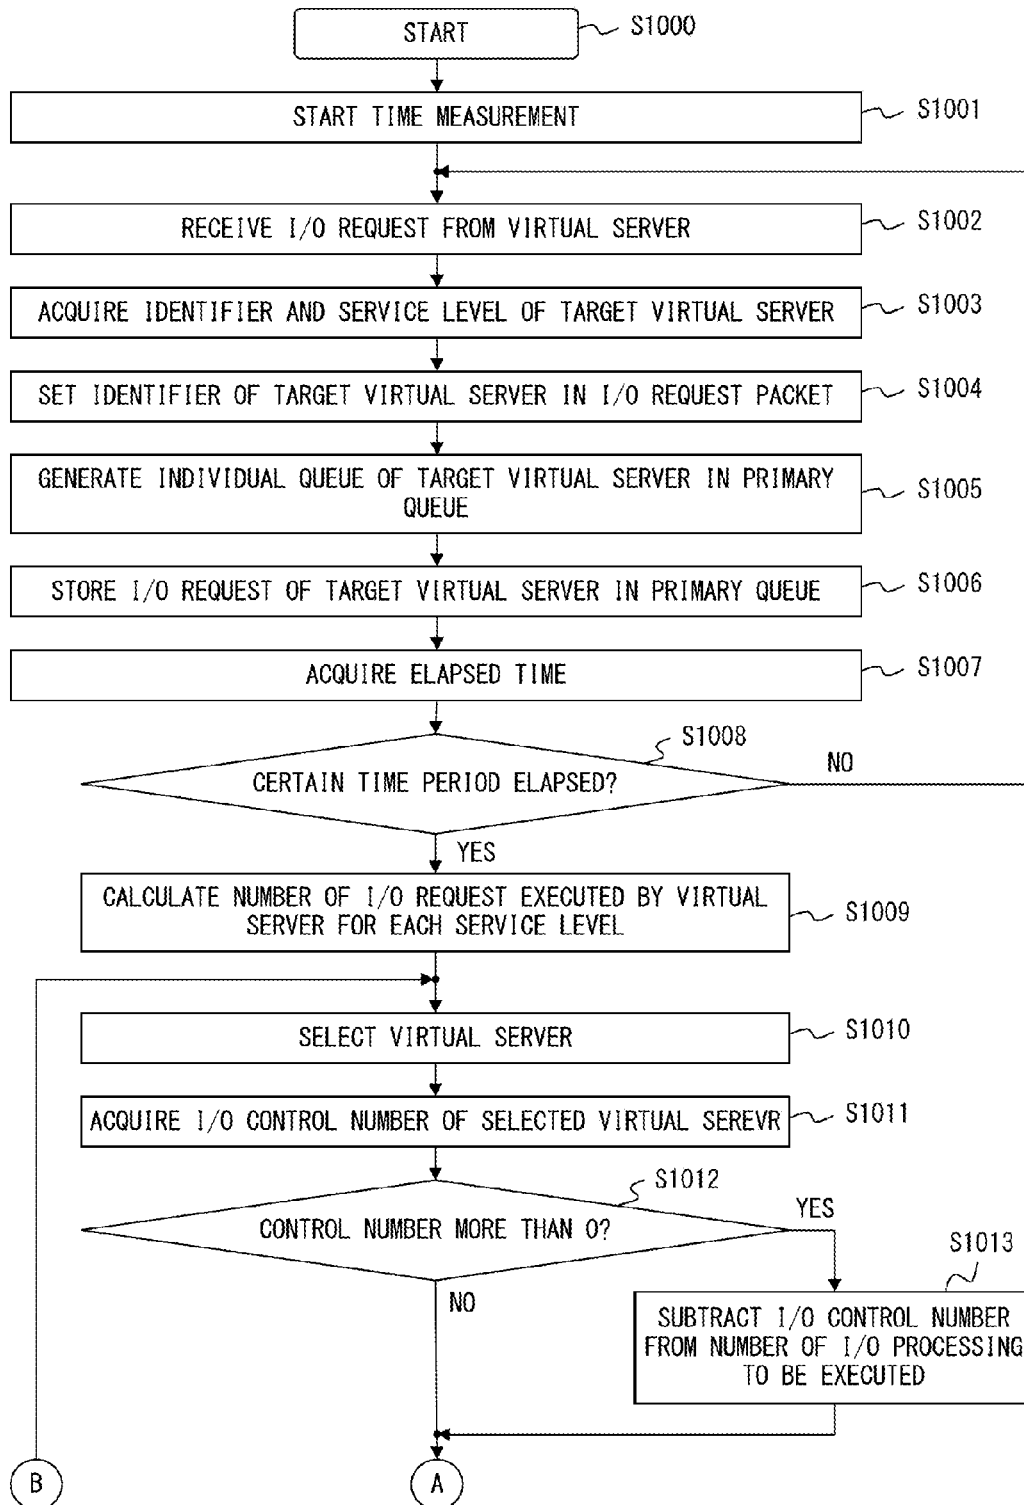 START
S1000
START TIME MEASUREMENT
S1001
RECEIVE I/O REQUEST FROM VIRTUAL SERVER
S1002
ACQUIRE IDENTIFIER AND SERVICE LEVEL OF TARGET VIRTUAL SERVER
S1003
SET IDENTIFIER OF TARGET VIRTUAL SERVER IN I/O REQUEST PACKET
S1004
GENERATE INDIVIDUAL QUEUE OF TARGET VIRTUAL SERVER IN PRIMARY
QUEUE
S1005
STORE I/O REQUEST OF TARGET VIRTUAL SERVER IN PRIMARY QUEUE
S1006
ACQUIRE ELAPSED TIME
S1007
S1008
CERTAIN TIME PERIOD ELAPSED?
NO
YES
CALCULATE NUMBER OF I/O REQUEST EXECUTED BY VIRTUAL
SERVER FOR EACH SERVICE LEVEL
S1009
SELECT VIRTUAL SERVER
S1010
ACQUIRE I/O CONTROL NUMBER OF SELECTED VIRTUAL SEREVR
S1011
S1012
CONTROL NUMBER MORE THAN 0?
YES
NO
S1013
SUBTRACT I/O CONTROL NUMBER
FROM NUMBER OF I/O PROCESSING
TO BE EXECUTED
B
A